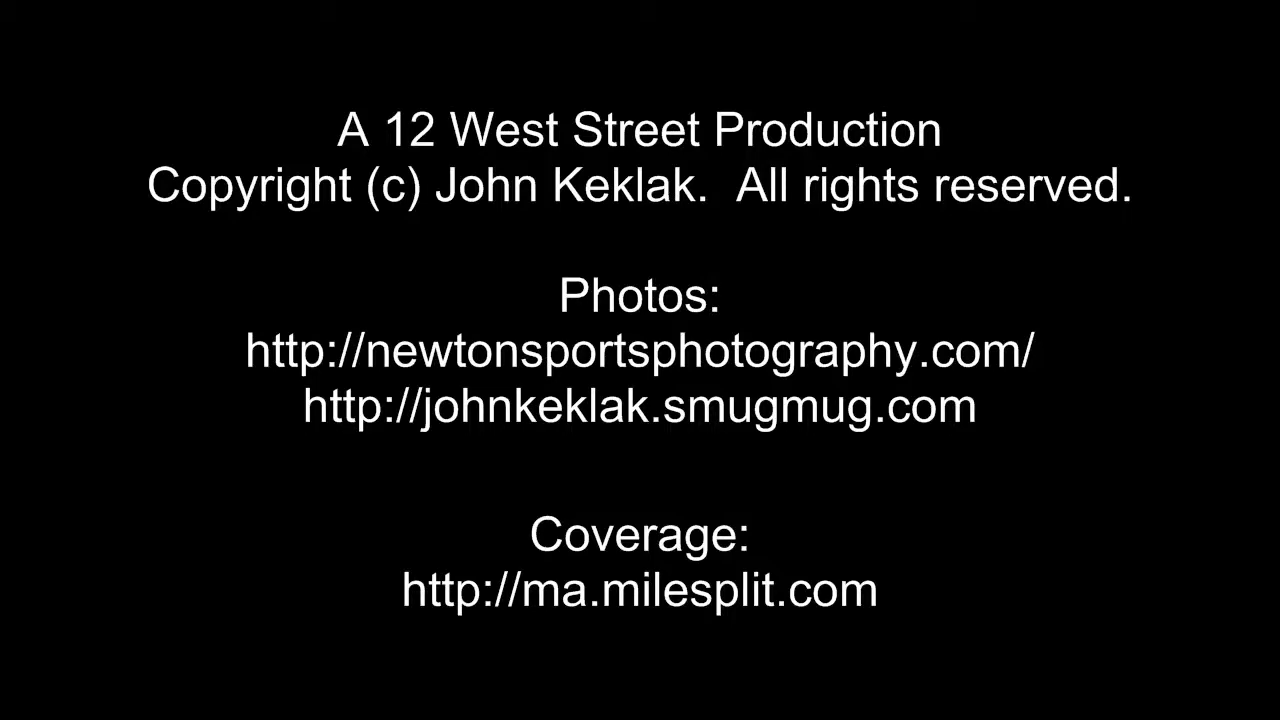 A 12 West Street Production
Copyright (c) John Keklak.  All rights reserved.
Photos:
http://newtonsportsphotography.com/
http://johnkeklak.smugmug.com
Coverage:
http://ma.milesplit.com